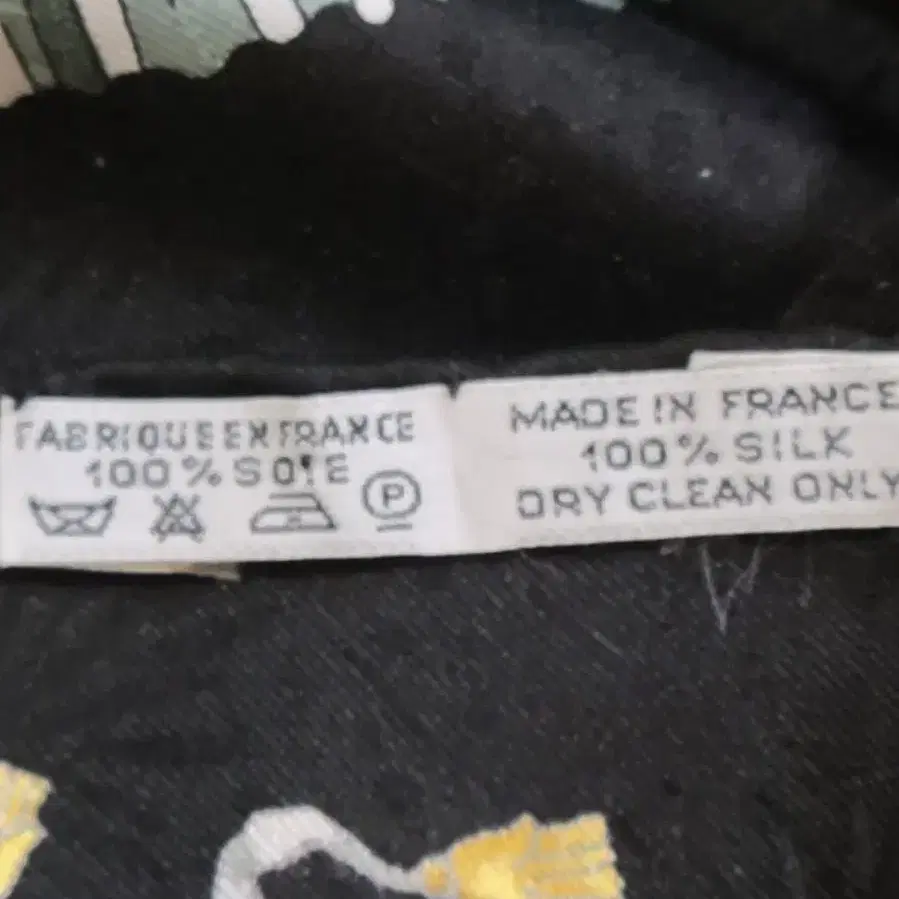 FABRIQUE EN FRANCE
100% SOIE
P
MADE IN FRANCE
100% SILK
DRY CLEAN ONLY